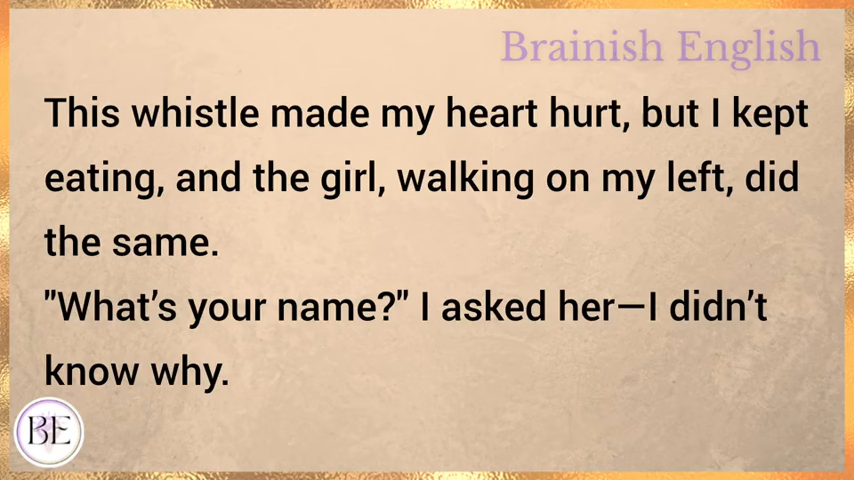 Brainish English
This whistle made my heart hurt, but I kept
eating, and the girl, walking on my left, did
the same.
"What’s your name?" I asked her—I didn’t
know why.
BE